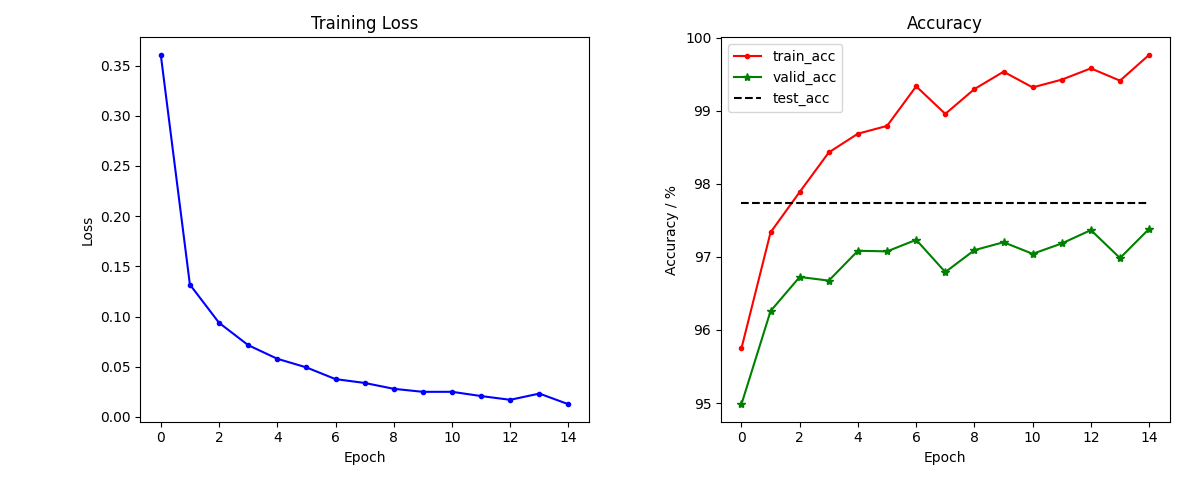 Training Loss
Loss
0.35
0.30
0.25
0.20
0.15
0.10
0.05
0.00
0 2 4 6 8 10 12 14
Epoch
Accuracy
Accuracy / %
100
99
98
97
96
95
train_acc
valid_acc
test_acc
0 2 4 6 8 10 12 14
Epoch